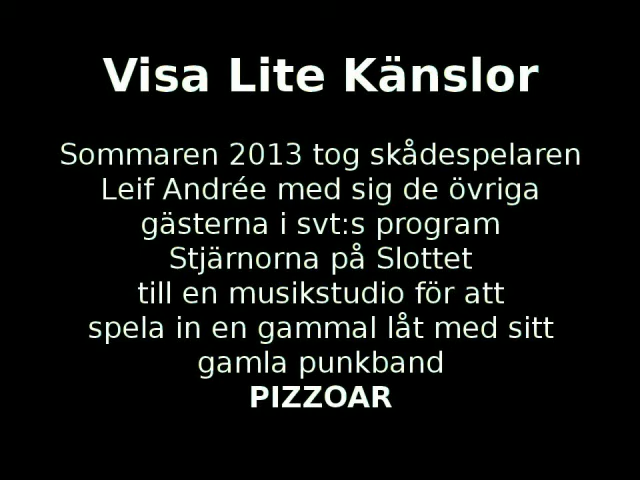 Visa Lite Känslor
Sommaren 2013 tog skådespelaren
Leif Andrée med sig de övriga
gästerna i svt:s program
Stjärnorna på Slottet
till en musikstudio för att
spela in en gammal låt med sitt
gamla punkband
PIZZOAR